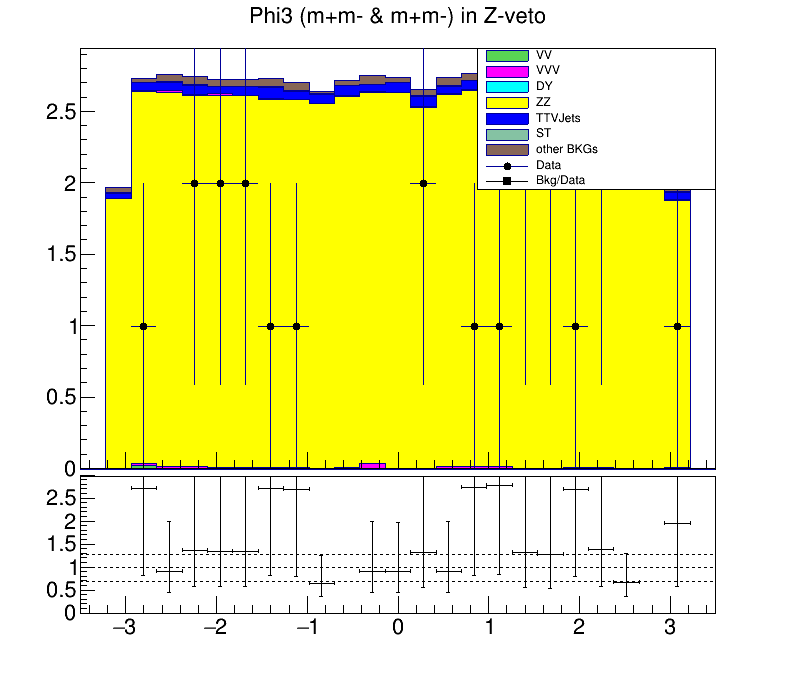 Phi3 (m+m- & m+m-) in Z-veto
VV
VVV
DY
ZZ
TTVJets
ST
other BKGs
Data
Bkg/Data
2.5
2
1.5
1
0.5
0
2.5
2
1.5
1
0.5
0
−3 −2 −1 0 1 2 3